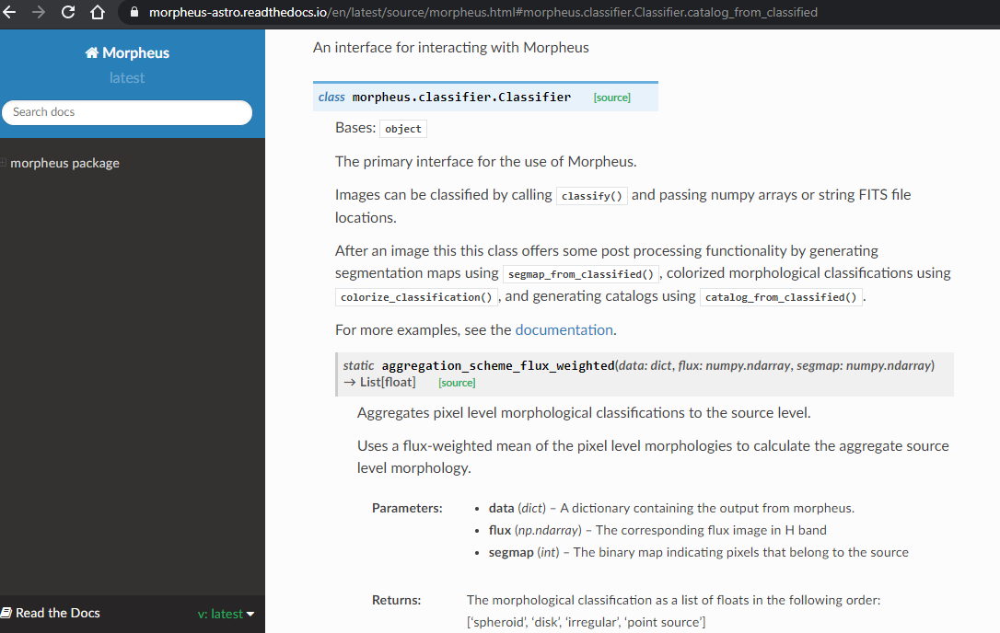 morpheus-astro.readthedocs.io/en/latest/source/morpheus.html#morpheus.classifier.Classifier.catalog_from_classified
Morpheus
latest
Search docs
morpheus package
Read the Docs
v: latest
An interface for interacting with Morpheus
class morpheus.classifier.Classifier [source]
Bases: object
The primary interface for the use of Morpheus.
Images can be classified by calling classify() and passing numpy arrays or string FITS file
locations.
After an image this this class offers some post processing functionality by generating
segmentation maps using segmap_from_classified(), colorized morphological classifications using
colorize_classification(), and generating catalogs using catalog_from_classified().
For more examples, see the documentation.
static aggregation_scheme_flux_weighted(data: dict, flux: numpy.ndarray, segmap: numpy.ndarray)
→ List[float] [source]
Aggregates pixel level morphological classifications to the source level.
Uses a flux-weighted mean of the pixel level morphologies to calculate the aggregate source
level morphology.
Parameters:
• data (dict) – A dictionary containing the output from morpheus.
• flux (np.ndarray) – The corresponding flux image in H band
• segmap (int) – The binary map indicating pixels that belong to the source
Returns: The morphological classification as a list of floats in the following order:
['spheroid', 'disk', 'irregular', 'point source']